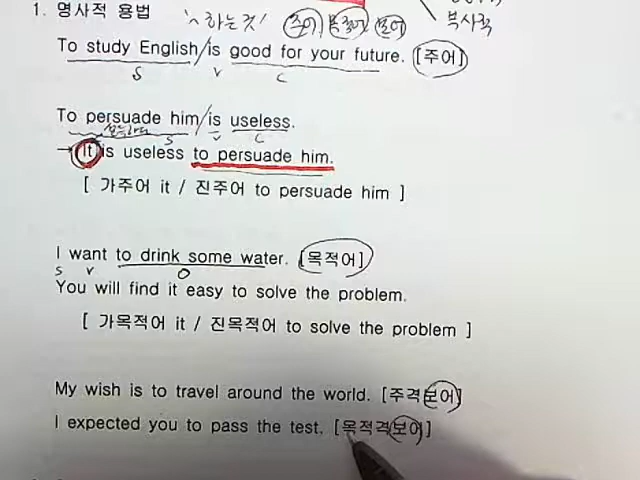 1. 명사적 용법 '~하는것' 주어 목적어 보어
부사적
To study English/is good for your future. [주어]
S V C
To persuade him/is useless.
설득하다 S V C
→ It is useless to persuade him.
[ 가주어 it / 진주어 to persuade him ]
I want to drink some water. [목적어]
S V O
You will find it easy to solve the problem.
[ 가목적어 it / 진목적어 to solve the problem ]
My wish is to travel around the world. [주격보어]
I expected you to pass the test. [목적격보어]